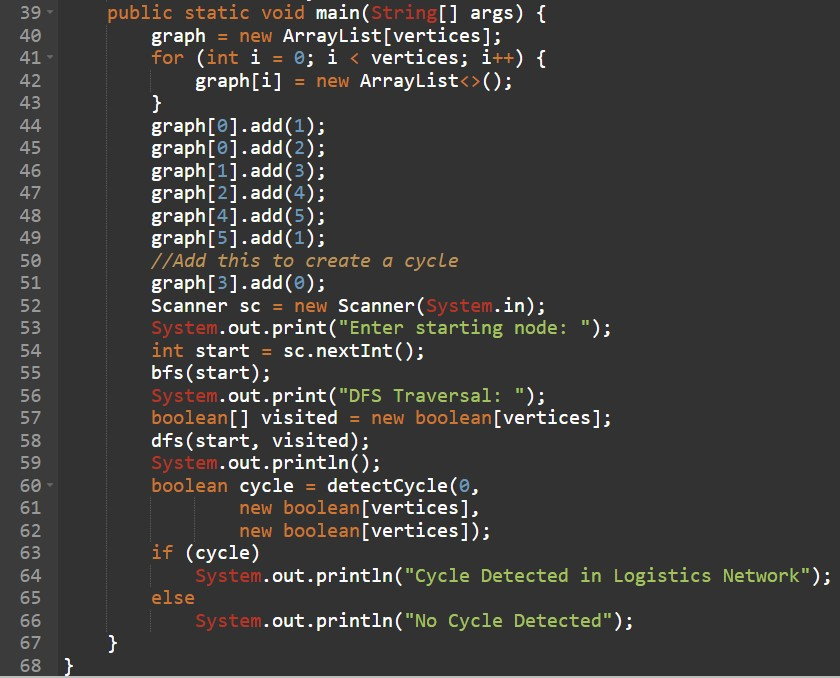 39 public static void main(String[] args) {
40 graph = new ArrayList[vertices];
41 for (int i = 0; i < vertices; i++) {
42 graph[i] = new ArrayList<>();
43 }
44 graph[0].add(1);
45 graph[0].add(2);
46 graph[1].add(3);
47 graph[2].add(4);
48 graph[4].add(5);
49 graph[5].add(1);
50 //Add this to create a cycle
51 graph[3].add(0);
52 Scanner sc = new Scanner(System.in);
53 System.out.print("Enter starting node: ");
54 int start = sc.nextInt();
55 bfs(start);
56 System.out.print("DFS Traversal: ");
57 boolean[] visited = new boolean[vertices];
58 dfs(start, visited);
59 System.out.println();
60 boolean cycle = detectCycle(0,
61 new boolean[vertices],
62 new boolean[vertices]);
63 if (cycle)
64 System.out.println("Cycle Detected in Logistics Network");
65 else
66 System.out.println("No Cycle Detected");
67 }
68 }